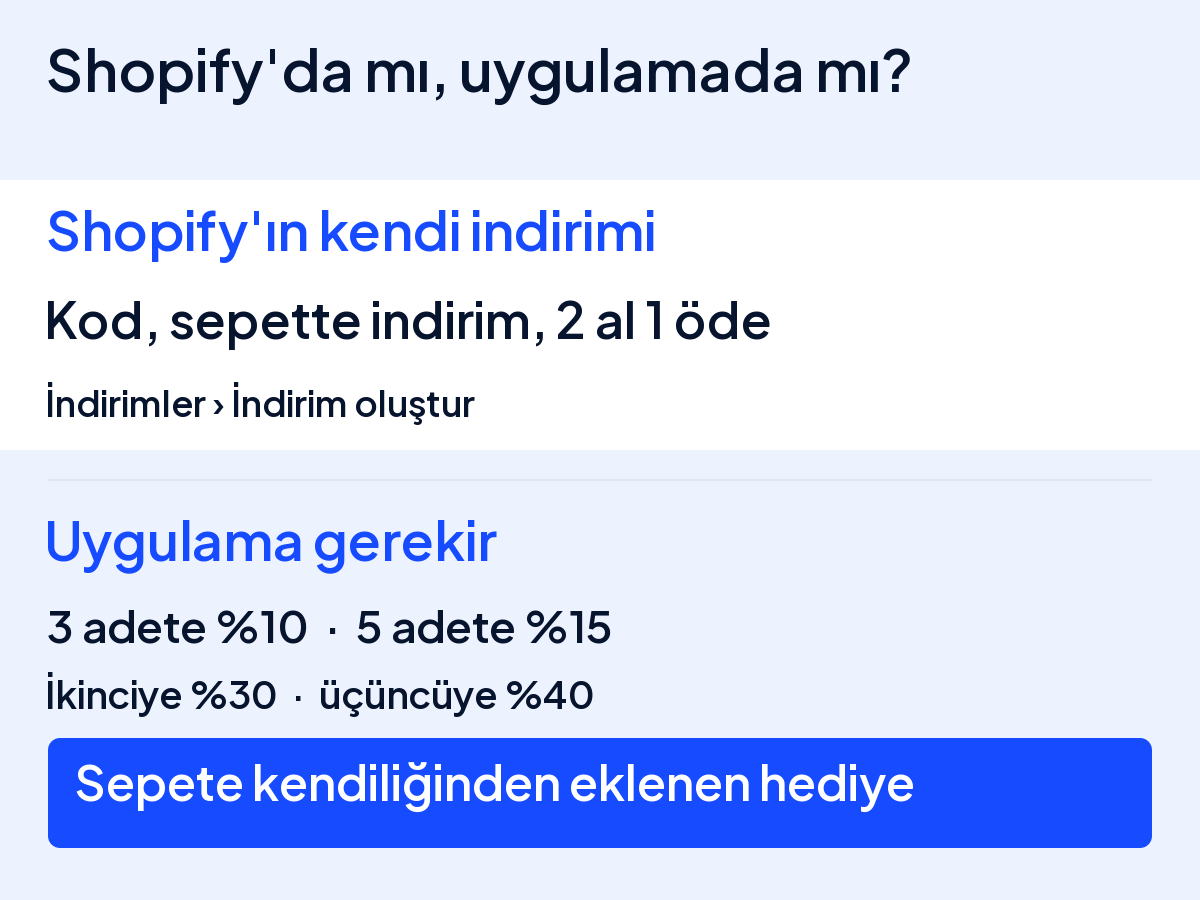 Shopify'da mı, uygulamada mı?
Shopify'ın kendi indirimi
Kod, sepette indirim, 2 al 1 öde
İndirimler › İndirim oluştur
Uygulama gerekir
3 adete %10 · 5 adete %15
İkinciye %30 · üçüncüye %40
Sepete kendiliğinden eklenen hediye